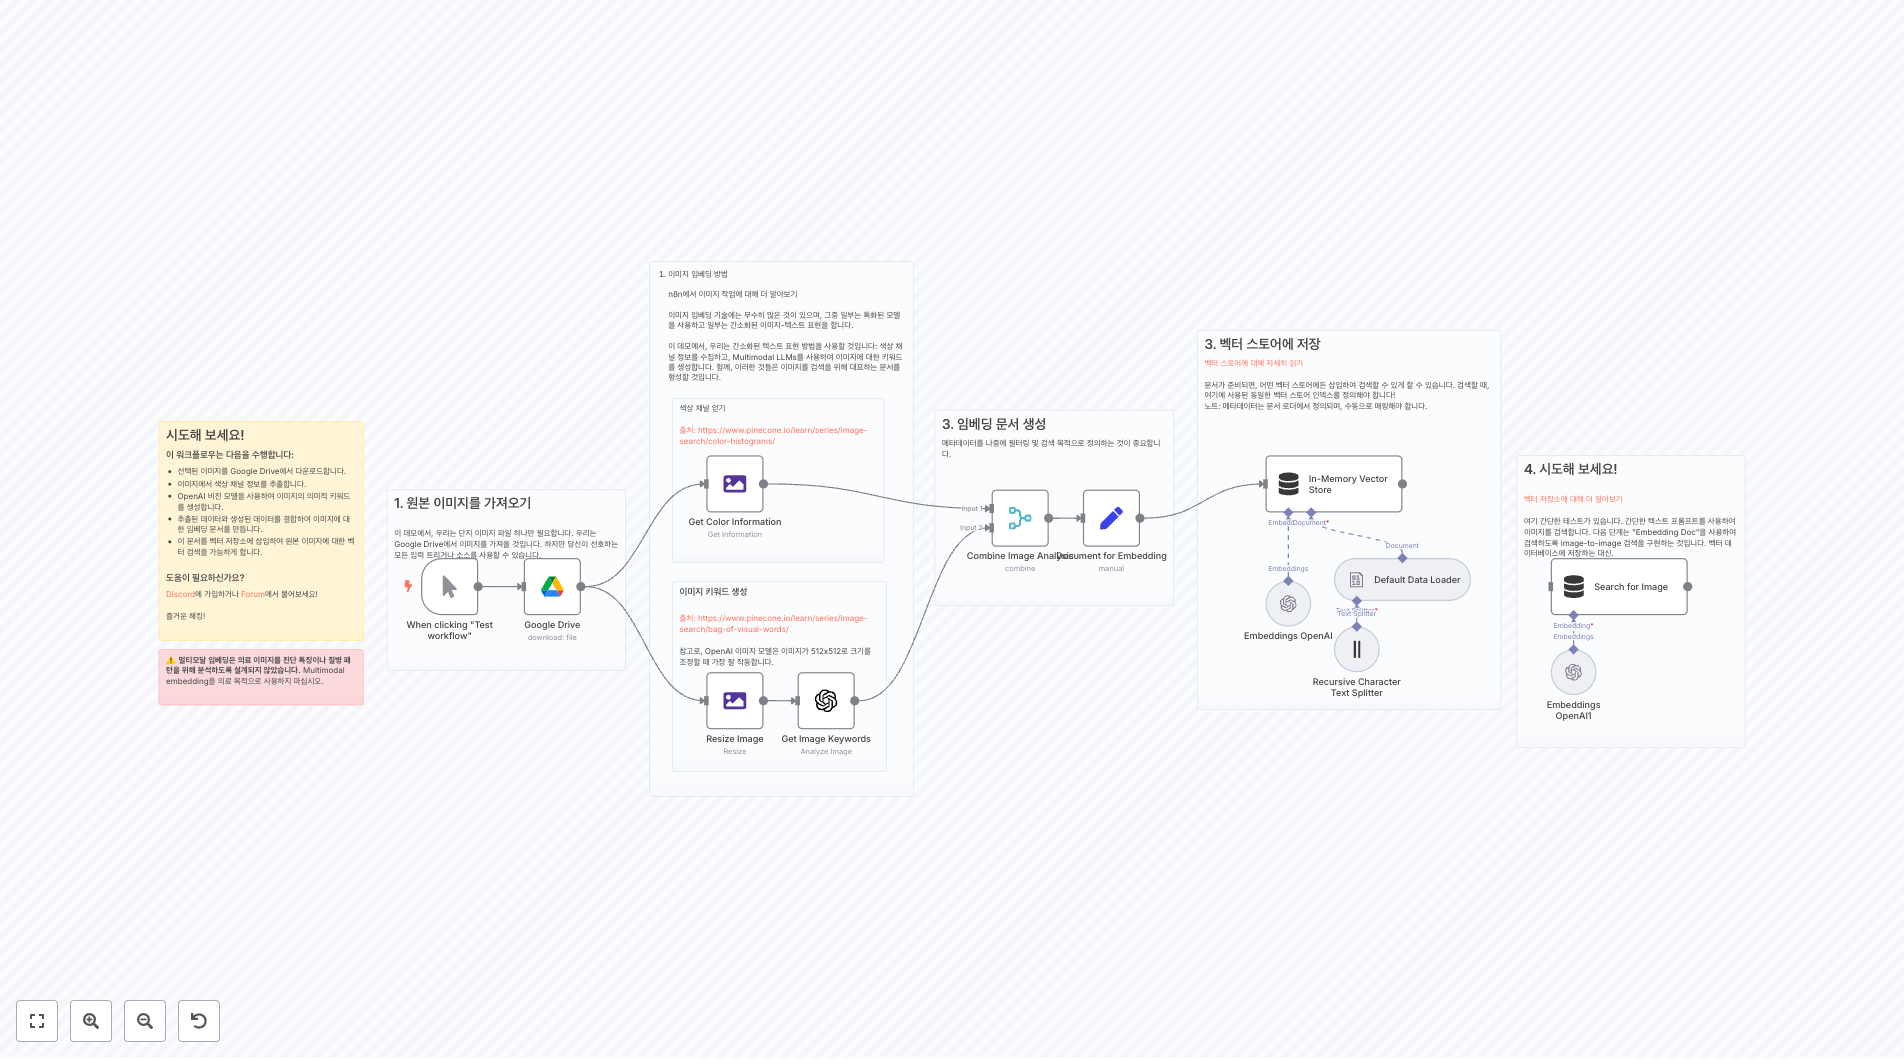 시도해 보세요!
이 워크플로우는 다음을 수행합니다:
선택된 이미지를 Google Drive에서 다운로드합니다.
이미지에서 색상 채널 정보를 추출합니다.
OpenAI 비전 모델을 사용하여 이미지의 의미적 키워드
를 생성합니다.
추출된 데이터와 생성된 데이터를 결합하여 이미지에 대
한 임베딩 문서를 만듭니다.
이 문서를 벡터 저장소에 삽입하여 원본 이미지에 대한 벡
터 검색을 가능하게 합니다.
도움이 필요하신가요?
Discord에 가입하거나 Forum에서 물어보세요!
즐거운 해킹!
⚠️ 멀티모달 임베딩은 의료 이미지를 진단 특징이나 질병 패
턴을 위해 분석하도록 설계되지 않았습니다. Multimodal
embedding을 의료 목적으로 사용하지 마십시오.
1. 원본 이미지를 가져오기
이 데모에서, 우리는 단지 이미지 파일 하나만 필요합니다. 우리는
Google Drive에서 이미지를 가져올 것입니다. 하지만 당신이 선호하는
모든 입력 트리거나 소스를 사용할 수 있습니다.
When clicking "Test
workflow"
Google Drive
download: file
1. 이미지 임베딩 방법
n8n에서 이미지 작업에 대해 더 알아보기
이미지 임베딩 기술에는 무수히 많은 것이 있으며, 그중 일부는 특화된 모델
을 사용하고 일부는 간소화된 이미지-텍스트 표현을 합니다.
이 데모에서, 우리는 간소화된 텍스트 표현 방법을 사용할 것입니다: 색상 채
널 정보를 수집하고, Multimodal LLMs를 사용하여 이미지에 대한 키워드
를 생성합니다. 함께, 이러한 것들은 이미지를 검색을 위해 대표하는 문서를
형성할 것입니다.
색상 채널 얻기
출처: https://www.pinecone.io/learn/series/image-
search/color-histograms/
Get Color Information
Get Information
이미지 키워드 생성
출처: https://www.pinecone.io/learn/series/image-
search/bag-of-visual-words/
참고로, OpenAI 이미지 모델은 이미지가 512x512로 크기를
조정할 때 가장 잘 작동합니다.
Resize Image
Resize
Get Image Keywords
Analyze Image
3. 임베딩 문서 생성
메타데이터를 나중에 필터링 및 검색 목적으로 정의하는 것이 중요합니
다.
Input 1
Input 2
Combine Image Analysis
combine
Document for Embedding
manual
3. 벡터 스토어에 저장
벡터 스토어에 대해 자세히 읽기
문서가 준비되면, 어떤 벡터 스토어에든 삽입하여 검색할 수 있게 할 수 있습니다. 검색할 때,
여기에 사용된 동일한 벡터 스토어 인덱스를 정의해야 합니다!
노트: 메타데이터는 문서 로더에서 정의되며, 수동으로 매핑해야 합니다.
In-Memory Vector
Store
Document*
Document
Embeddings
Default Data Loader
Text Splitter*
Text Splitter
Embeddings OpenAI
Recursive Character
Text Splitter
4. 시도해 보세요!
벡터 저장소에 대해 더 알아보기
여기 간단한 테스트가 있습니다. 간단한 텍스트 프롬프트를 사용하여
이미지를 검색합니다. 다음 단계는 "Embedding Doc"을 사용하여
검색하도록 image-to-image 검색을 구현하는 것입니다. 벡터 데
이터베이스에 저장하는 대신.
Search for Image
Embedding*
Embeddings
Embeddings
OpenAI1